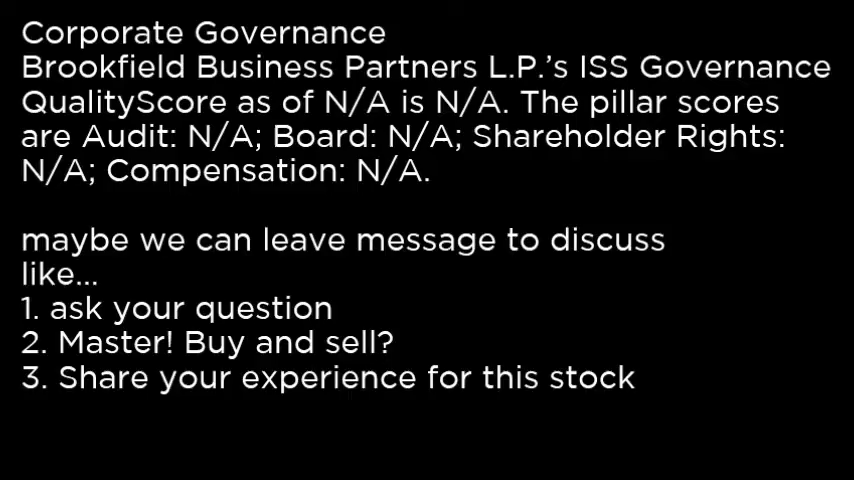 Corporate Governance
Brookfield Business Partners L.P.’s ISS Governance
QualityScore as of N/A is N/A. The pillar scores
are Audit: N/A; Board: N/A; Shareholder Rights:
N/A; Compensation: N/A.
maybe we can leave message to discuss
like...
1. ask your question
2. Master! Buy and sell?
3. Share your experience for this stock